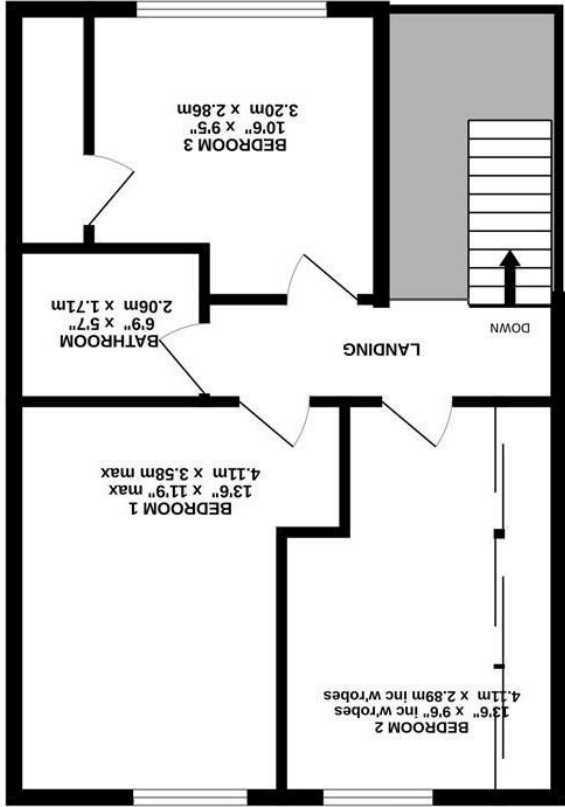 BEDROOM 2
13'6" x 9'6" inc w'robes
4.11m x 2.89m inc w'robes
BEDROOM 1
13'6" x 11'9" max
4.11m x 3.58m max
LANDING
DOWN
BATHROOM
6'9" x 5'7"
2.06m x 1.71m
BEDROOM 3
10'6" x 9'5"
3.20m x 2.86m